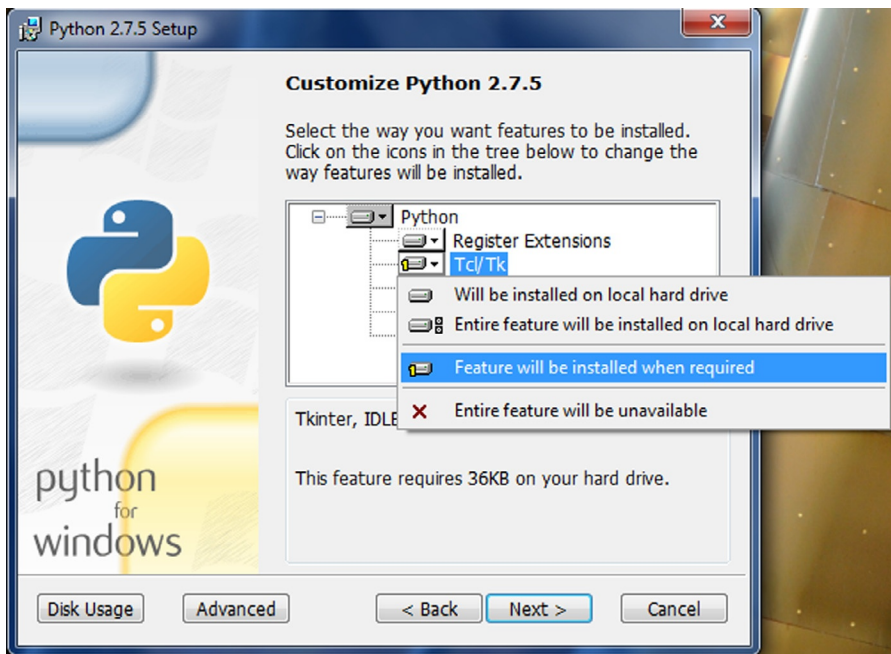 Python 2.7.5 Setup
Customize Python 2.7.5
Select the way you want features to be installed.
Click on the icons in the tree below to change the
way features will be installed.
Python
Register Extensions
Tcl/Tk
Will be installed on local hard drive
Entire feature will be installed on local hard drive
Feature will be installed when required
Entire feature will be unavailable
Tkinter, IDLE
This feature requires 36KB on your hard drive.
python
for
windows
Disk Usage
Advanced
< Back
Next >
Cancel